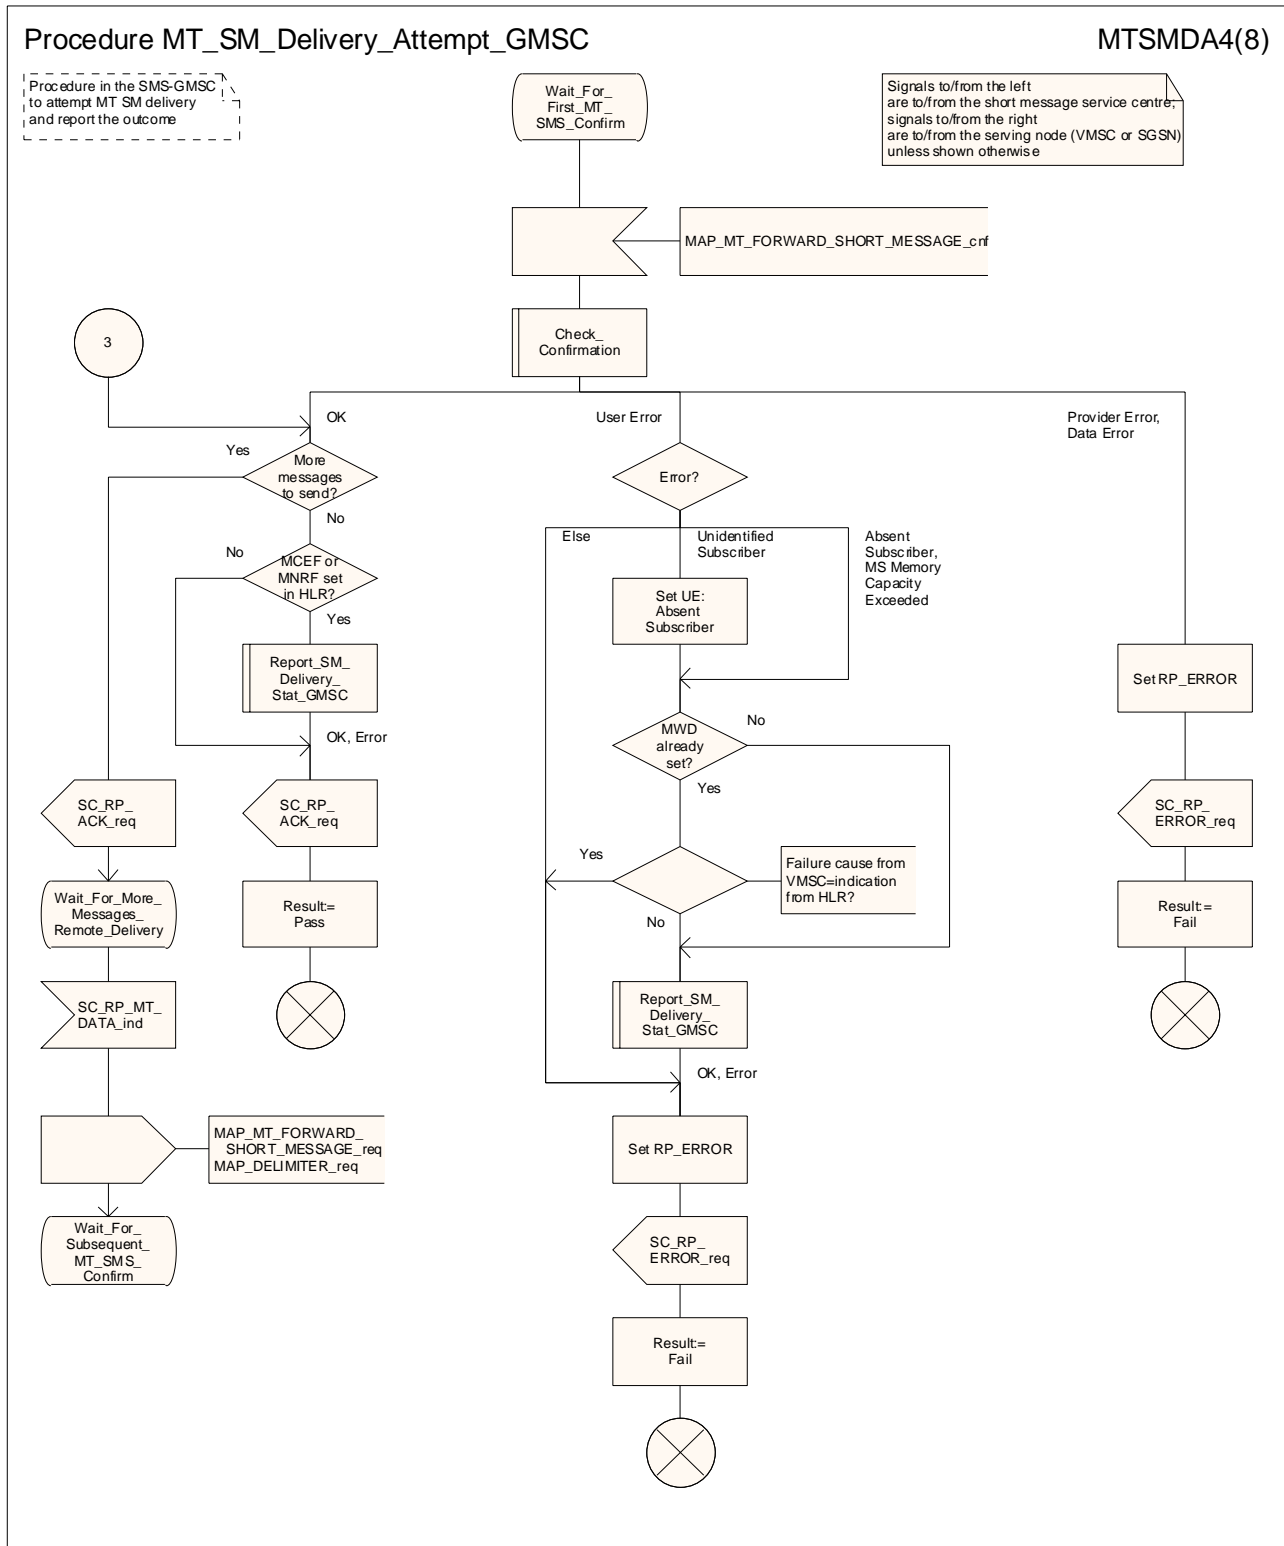 Procedure MT_SM_Delivery_Attempt_GMSC
MTSMDA4(8)
Procedure in the SMS-GMSC
to attempt MT SM delivery
and report the outcome
Wait_For_
First_MT_
SMS_Confirm
Signals to/from the left
are to/from the short message service centre;
signals to/from the right
are to/from the serving node (VMSC or SGSN)
unless shown otherwise
MAP_MT_FORWARD_SHORT_MESSAGE_cnf
Check_
Confirmation
3
OK
User Error
Provider Error,
Data Error
Yes
More
messages
to send?
Error?
No
No
MCEF or
MNRF set
in HLR?
Yes
Else
Unidentified
Subscriber
Absent
Subscriber,
MS Memory
Capacity
Exceeded
Set UE:
Absent
Subscriber
Report_SM_
Delivery_
Stat_GMSC
Set RP_ERROR
OK, Error
MWD
already
set?
No
Yes
SC_RP_
ACK_req
SC_RP_
ACK_req
SC_RP_
ERROR_req
Yes
Failure cause from
VMSC=indication
from HLR?
No
Wait_For_More_
Messages_
Remote_Delivery
Result:=
Pass
Result:=
Fail
SC_RP_MT_
DATA_ind
Report_SM_
Delivery_
Stat_GMSC
OK, Error
MAP_MT_FORWARD_
SHORT_MESSAGE_req
MAP_DELIMITER_req
Set RP_ERROR
Wait_For_
Subsequent_
MT_SMS_
Confirm
SC_RP_
ERROR_req
Result:=
Fail